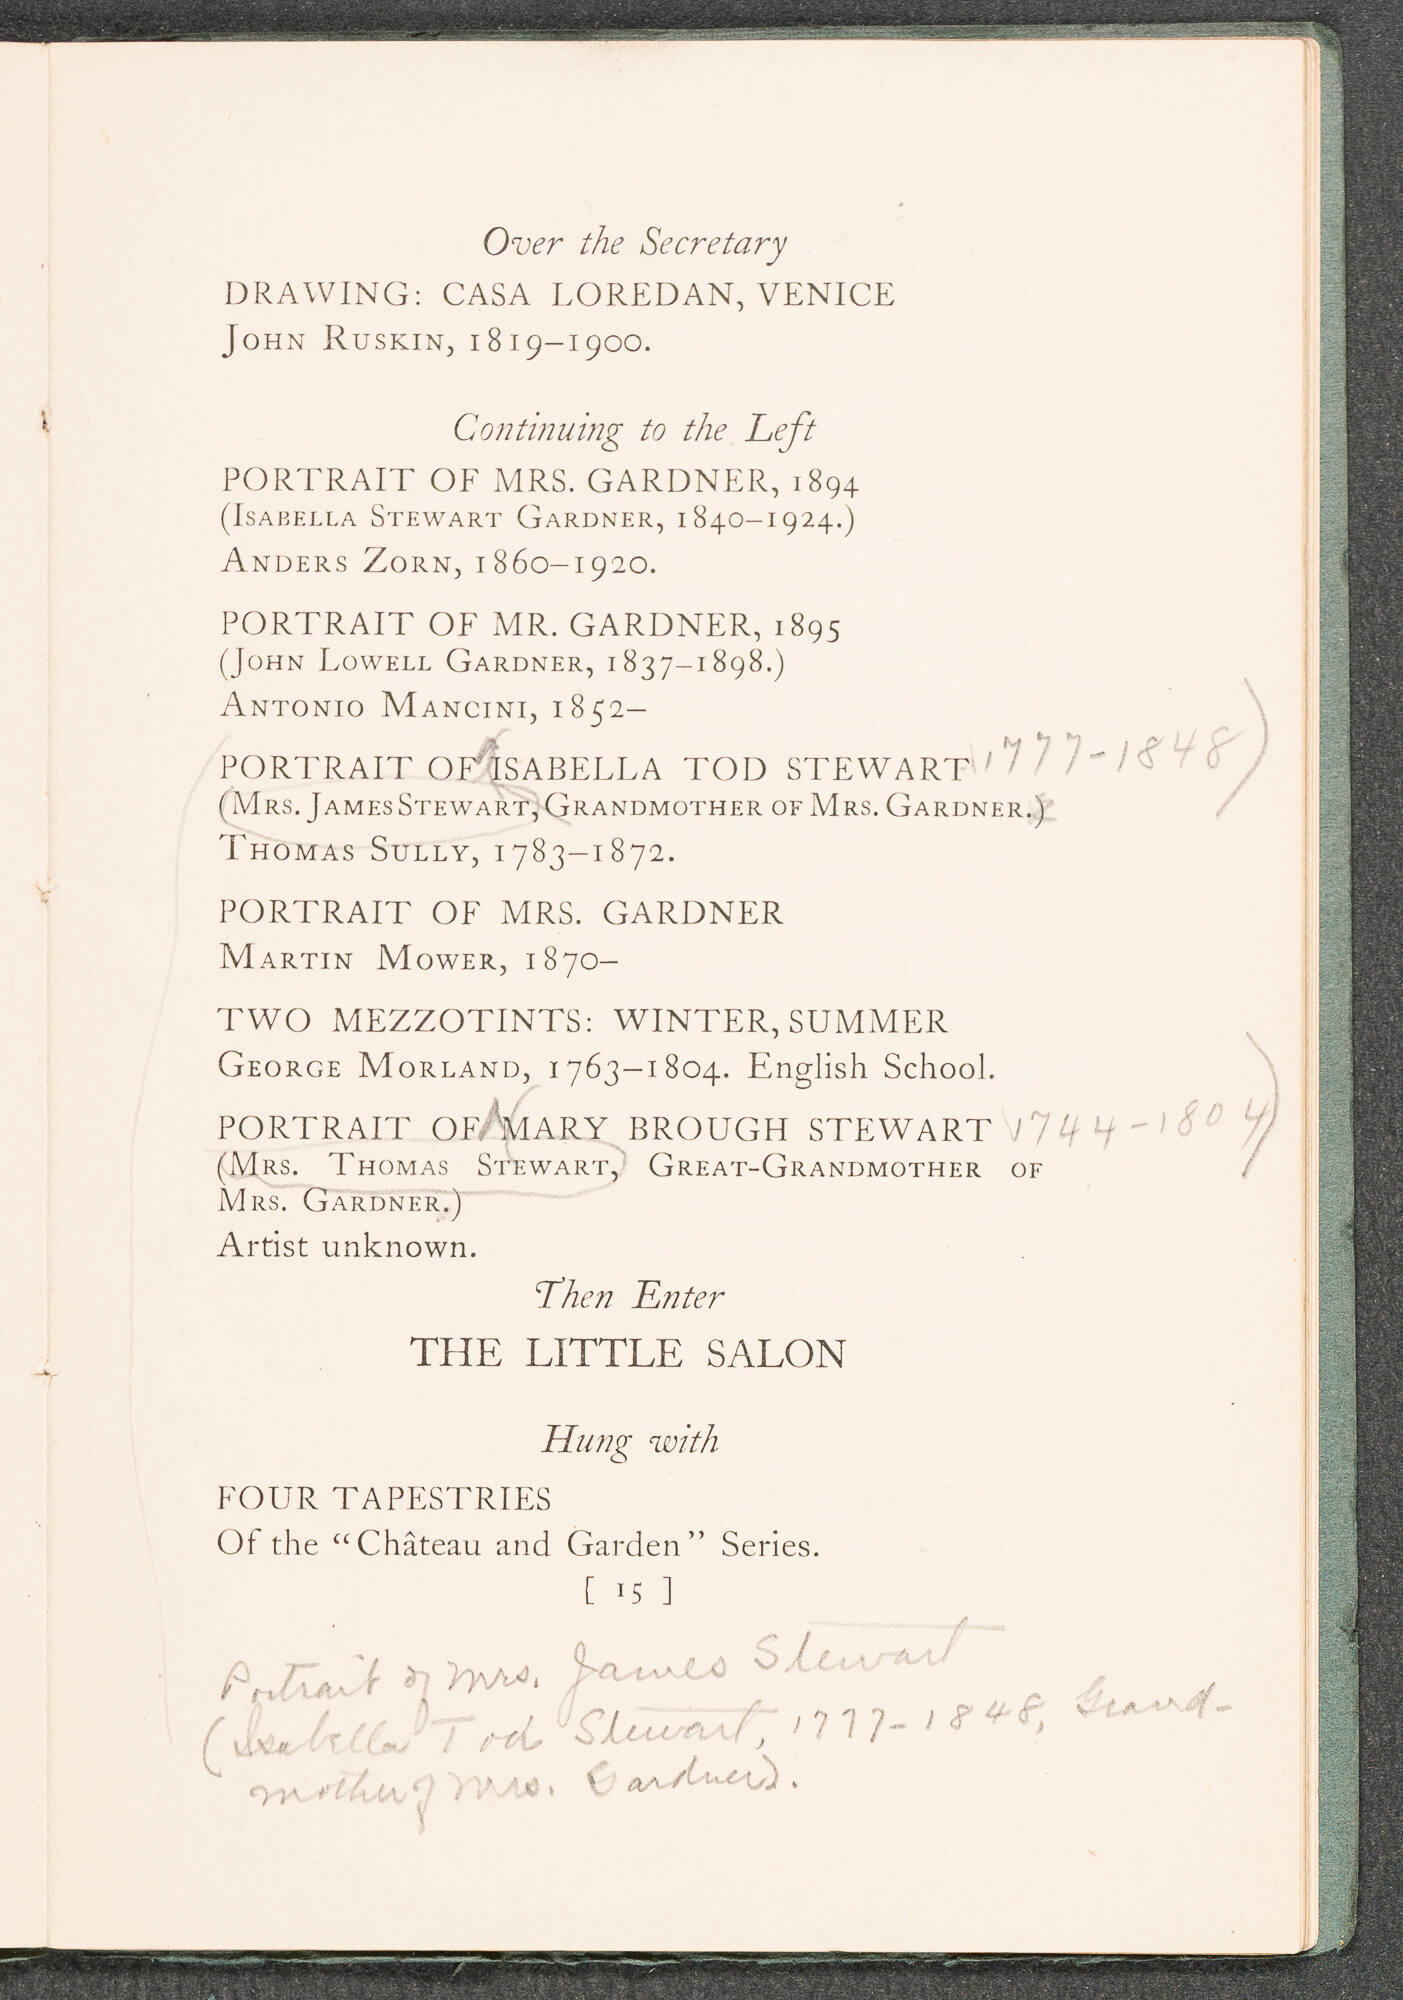 Over the Secretary
DRAWING: CASA LOREDAN, VENICE
JOHN RUSKIN, 1819–1900.
Continuing to the Left
PORTRAIT OF MRS. GARDNER, 1894
(ISABELLA STEWART GARDNER, 1840–1924.)
ANDERS ZORN, 1860–1920.
PORTRAIT OF MR. GARDNER, 1895
(JOHN LOWELL GARDNER, 1837–1898.)
ANTONIO MANCINI, 1852–
PORTRAIT OF ISABELLA TOD STEWART 1777-1848)
(MRS. JAMES STEWART, GRANDMOTHER OF MRS. GARDNER.)
THOMAS SULLY, 1783–1872.
PORTRAIT OF MRS. GARDNER
MARTIN MOWER, 1870–
TWO MEZZOTINTS: WINTER, SUMMER
GEORGE MORLAND, 1763–1804. English School.
PORTRAIT OF (MARY BROUGH STEWART 1744-1804)
(MRS. THOMAS STEWART, GREAT-GRANDMOTHER OF
MRS. GARDNER.)
Artist unknown.
Then Enter
THE LITTLE SALON
Hung with
FOUR TAPESTRIES
Of the “Château and Garden” Series.
[ 15 ]
Portrait of Mrs. James Stewart
(Isabella Tod Stewart, 1777-1848, Grand-
mother of Mrs. Gardner).